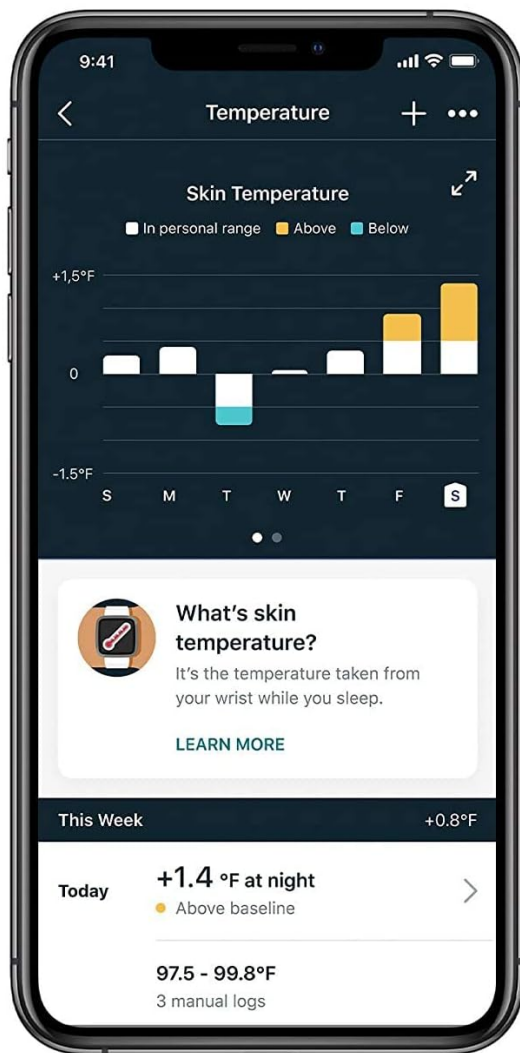 9:41
Temperature
Skin Temperature
In personal range Above Below
+1,5°F
0
-1.5°F
S M T W T F S
What's skin
temperature?
It's the temperature taken from
your wrist while you sleep.
LEARN MORE
This Week +0.8°F
Today +1.4 °F at night
Above baseline
97.5 - 99.8°F
3 manual logs